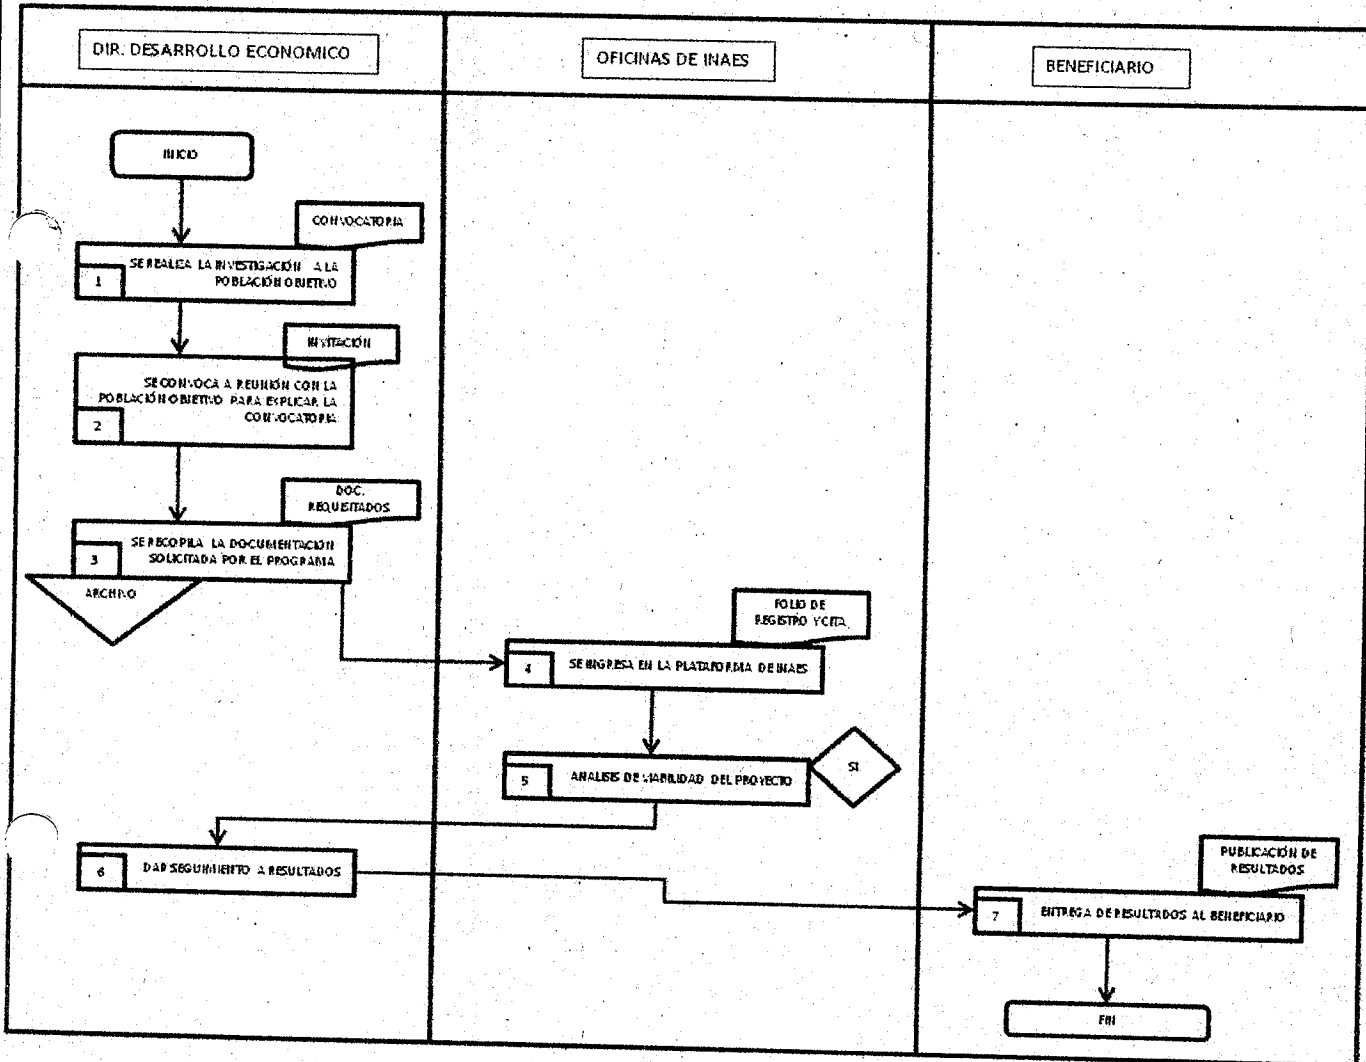 DIR. DESARROLLO ECONOMICO
OFICINAS DE INAES
BENEFICIARIO
INICIO
CONVOCATORIA
SE REALIZA LA INVESTIGACIÓN A LA
POBLACIÓN OBJETIVO
1
INVITACIÓN
SE CONVOCA A REUNIÓN CON LA
POBLACIÓN OBJETIVO PARA EXPLICAR LA
CONVOCATORIA
2
DOC.
REQUISITADOS
SE RECOPILA LA DOCUMENTACIÓN
SOLICITADA POR EL PROGRAMA
3
ARCHIVO
FOLIO DE
REGISTRO Y CITA
4
SE INGRESA EN LA PLATAFORMA DE INAES
5
ANALISIS DE VIABILIDAD DEL PROYECTO
SI
6
DAR SEGUIMIENTO A RESULTADOS
PUBLICACIÓN DE
RESULTADOS
7
ENTREGA DE RESULTADOS AL BENEFICIARIO
FIN